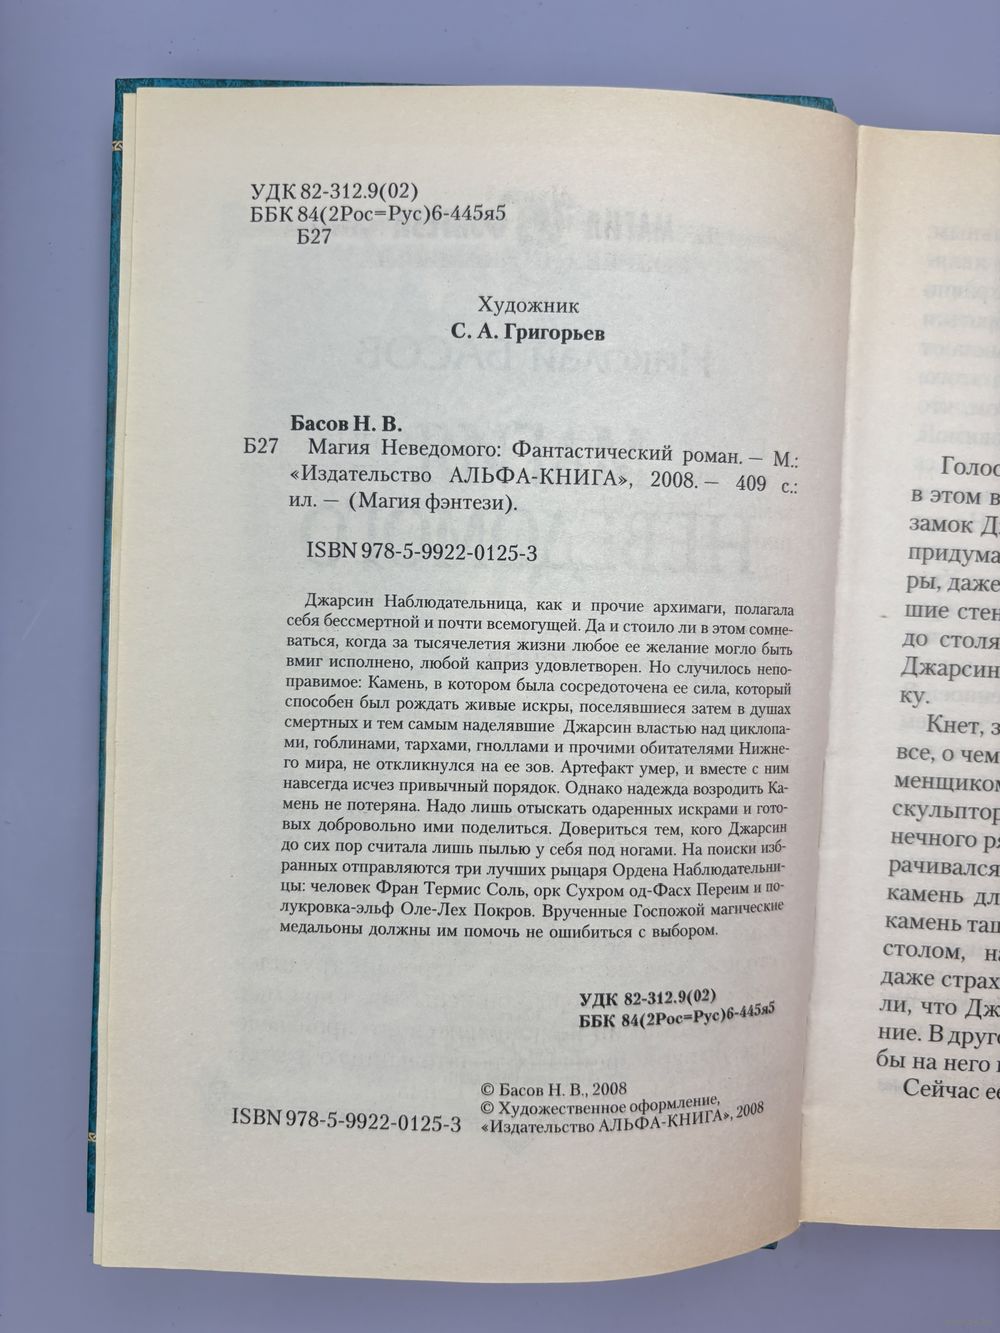 УДК 82-312.9(02)
ББК 84(2Рос=Рус)6-445я5
Б27
Художник
С. А. Григорьев
Басов Н. В.
Б27 Магия Неведомого: Фантастический роман. — М.:
«Издательство АЛЬФА-КНИГА», 2008. — 409 с.:
ил. — (Магия фэнтези).
ISBN 978-5-9922-0125-3
Джарсин Наблюдательница, как и прочие архимаги, полагала
себя бессмертной и почти всемогущей. Да и стоило ли в этом сомне-
ваться, когда за тысячелетия жизни любое ее желание могло быть
вмиг исполнено, любой каприз удовлетворен. Но случилось непо-
правимое: Камень, в котором была сосредоточена ее сила, который
способен был рождать живые искры, поселявшиеся затем в душах
смертных и тем самым наделявшие Джарсин властью над циклопа-
ми, гоблинами, тархами, гноллами и прочими обитателями Нижне-
го мира, не откликнулся на ее зов. Артефакт умер, и вместе с ним
навсегда исчез привычный порядок. Однако надежда возродить Ка-
мень не потеряна. Надо лишь отыскать одаренных искрами и гото-
вых добровольно ими поделиться. Довериться тем, кого Джарсин
до сих пор считала лишь пылью у себя под ногами. На поиски изб-
ранных отправляются три лучших рыцаря Ордена Наблюдательни-
цы: человек Фран Термис Соль, орк Сухром од-Фасх Переим и по-
лукровка-эльф Оле-Лех Покров. Врученные Госпожой магические
медальоны должны им помочь не ошибиться с выбором.
УДК 82-312.9(02)
ББК 84(2Рос=Рус)6-445я5
© Басов Н. В., 2008
© Художественное оформление,
«Издательство АЛЬФА-КНИГА», 2008
ISBN 978-5-9922-0125-3
Голос
в этом в
замок Д
придума
ры, даже
шие стен
до столя
Джарсин
ку.
Кнет, з
все, о чем
менщиком
скульптор
нечного ря
рачивался
камень дл
камень таш
столом, на
даже страх
ли, что Дж
ние. В друго
бы на него
Сейчас ее